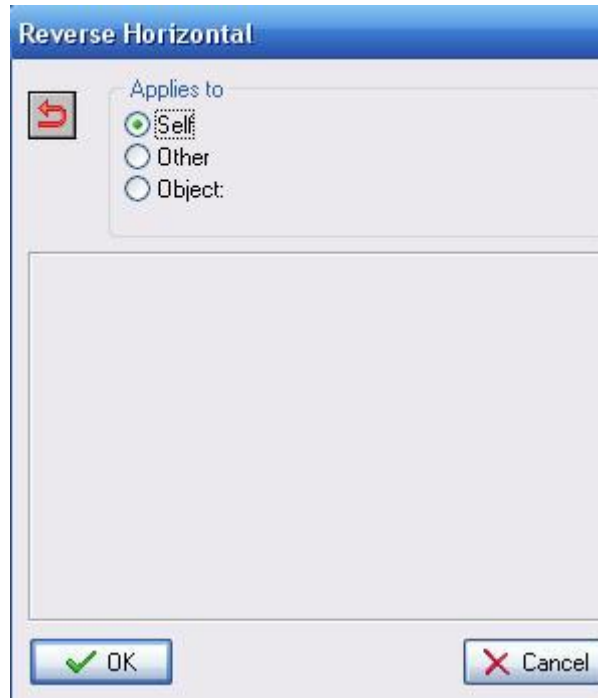 Reverse Horizontal
Applies to
Self
Other
Object:
OK
Cancel